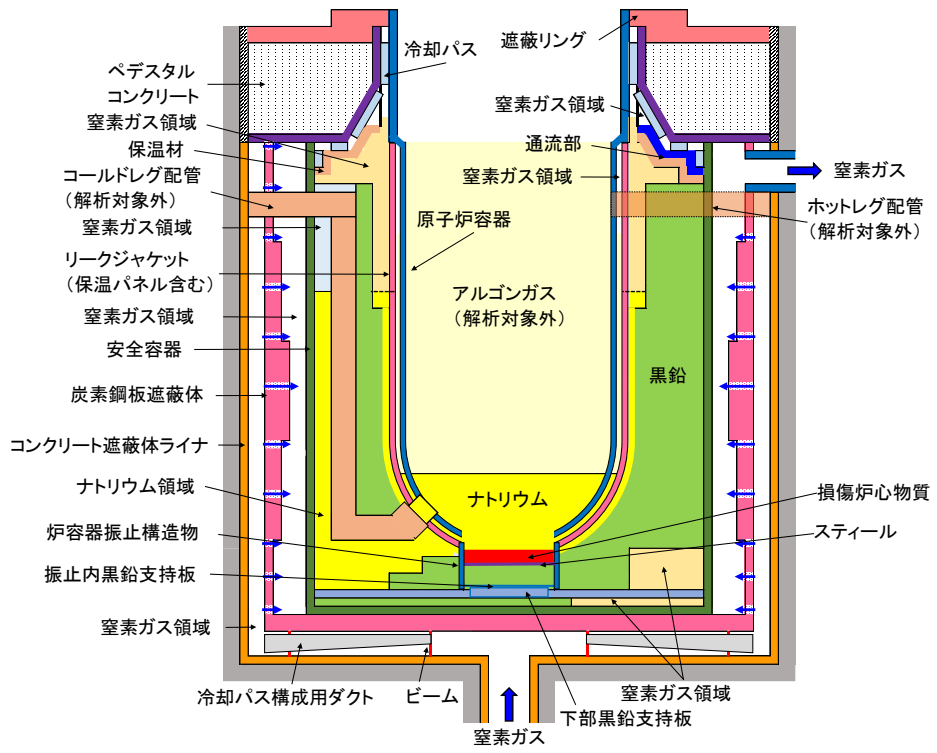 ペデスタル
コンクリート
窒素ガス領域
保温材
コールドレグ配管
（解析対象外）
窒素ガス領域
リークジャケット
（保温パネル含む）
窒素ガス領域
安全容器
炭素鋼板遮蔽体
コンクリート遮蔽体ライナ
ナトリウム領域
炉容器振止構造物
振止内黒鉛支持板
窒素ガス領域
冷却パス構成用ダクト
ビーム
窒素ガス
下部黒鉛支持板
窒素ガス領域
冷却パス
遮蔽リング
窒素ガス領域
通流部
窒素ガス領域
窒素ガス
ホットレグ配管
（解析対象外）
原子炉容器
アルゴンガス
（解析対象外）
黒鉛
ナトリウム
損傷炉心物質
スティール